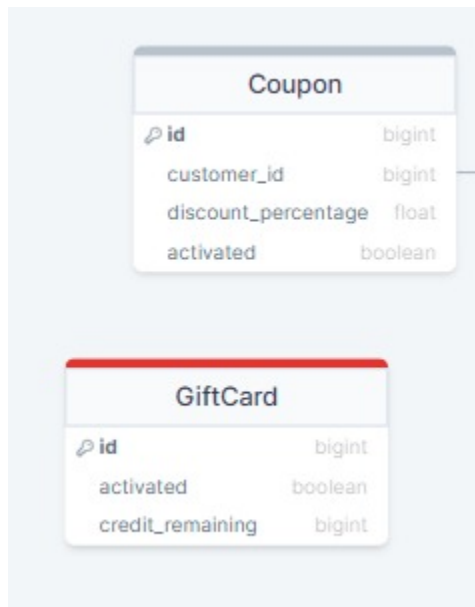 Coupon
id bigint
customer_id bigint
discount_percentage float
activated boolean
GiftCard
id bigint
activated boolean
credit_remaining bigint